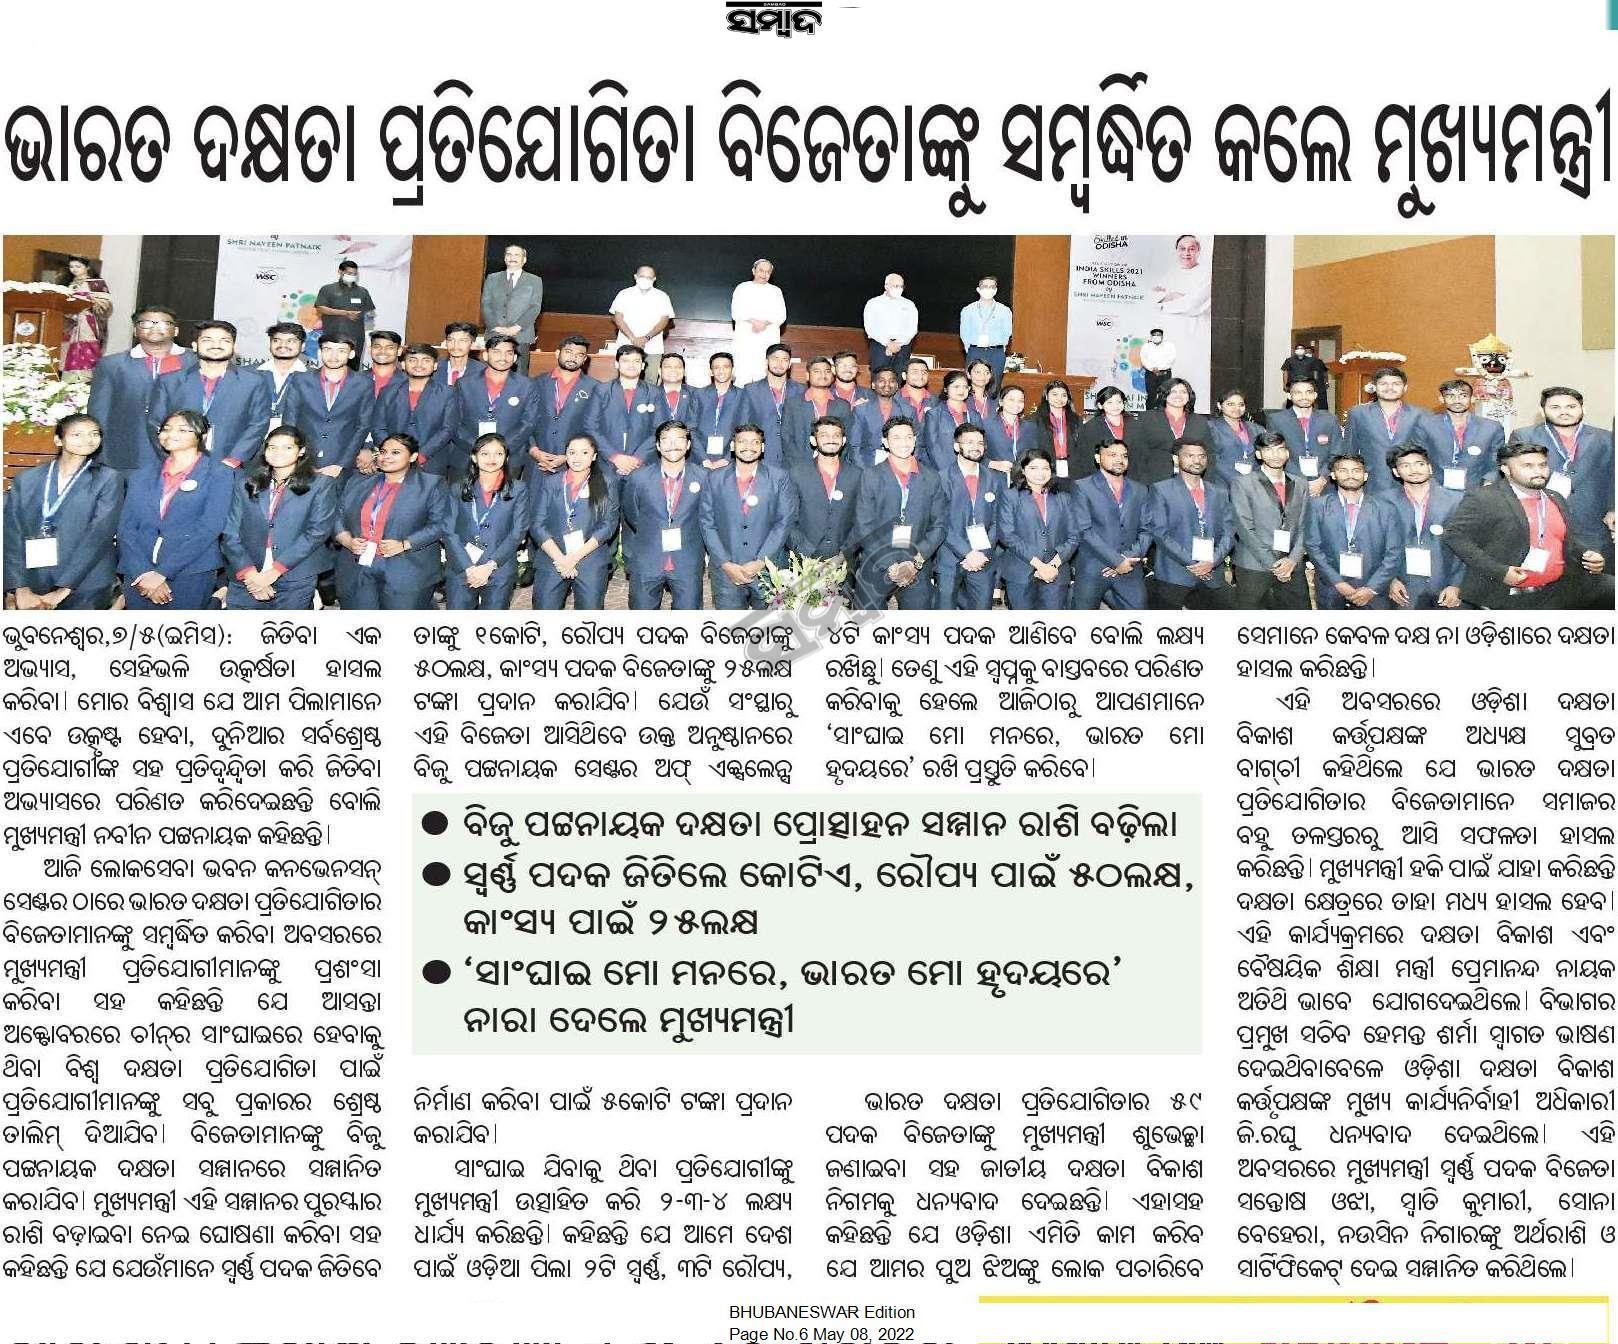 SAMBAD
ସମ୍ବାଦ
ଭାରତ ଦକ୍ଷତା ପ୍ରତିଯୋଗିତା ବିଜେତାଙ୍କୁ ସମ୍ବର୍ଦ୍ଧିତ କଲେ ମୁଖ୍ୟମନ୍ତ୍ରୀ
SHRI NAVEEN PATNAIK
WSC
Skilled in
ODISHA
INDIA SKILLS 2021
WINNERS
FROM ODISHA
by
SHRI NAVEEN PATNAIK
WSC
ଭୁବନେଶ୍ୱର,୭/୫(ଇମିସ): ଜିତିବା ଏକ
ଅଭ୍ୟାସ, ସେହିଭଳି ଉତ୍କର୍ଷତା ହାସଲ
କରିବା। ମୋର ବିଶ୍ୱାସ ଯେ ଆମ ପିଲାମାନେ
ଏବେ ଉତ୍କୃଷ୍ଟ ହେବା, ଦୁନିଆର ସର୍ବଶ୍ରେଷ୍ଠ
ପ୍ରତିଯୋଗୀଙ୍କ ସହ ପ୍ରତିଦ୍ୱନ୍ଦ୍ୱିତା କରି ଜିତିବା
ଅଭ୍ୟାସରେ ପରିଣତ କରିଦେଇଛନ୍ତି ବୋଲି
ମୁଖ୍ୟମନ୍ତ୍ରୀ ନବୀନ ପଟ୍ଟନାୟକ କହିଛନ୍ତି।
ଆଜି ଲୋକସେବା ଭବନ କନଭେନସନ୍
ସେଣ୍ଟର ଠାରେ ଭାରତ ଦକ୍ଷତା ପ୍ରତିଯୋଗିତାର
ବିଜେତାମାନଙ୍କୁ ସମ୍ବର୍ଦ୍ଧିତ କରିବା ଅବସରରେ
ମୁଖ୍ୟମନ୍ତ୍ରୀ ପ୍ରତିଯୋଗୀମାନଙ୍କୁ ପ୍ରଶଂସା
କରିବା ସହ କହିଛନ୍ତି ଯେ ଆସନ୍ତା
ଅକ୍ଟୋବରରେ ଚୀନ୍‌ର ସାଂଘାଇରେ ହେବାକୁ
ଥିବା ବିଶ୍ୱ ଦକ୍ଷତା ପ୍ରତିଯୋଗିତା ପାଇଁ
ପ୍ରତିଯୋଗୀମାନଙ୍କୁ ସବୁ ପ୍ରକାରର ଶ୍ରେଷ୍ଠ
ତାଲିମ୍ ଦିଆଯିବ। ବିଜେତାମାନଙ୍କୁ ବିଜୁ
ପଟ୍ଟନାୟକ ଦକ୍ଷତା ସମ୍ମାନରେ ସମ୍ମାନିତ
କରାଯିବ। ମୁଖ୍ୟମନ୍ତ୍ରୀ ଏହି ସମ୍ମାନର ପୁରସ୍କାର
ରାଶି ବଢ଼ାଇବା ନେଇ ଘୋଷଣା କରିବା ସହ
କହିଛନ୍ତି ଯେ ଯେଉଁମାନେ ସ୍ୱର୍ଣ୍ଣ ପଦକ ଜିତିବେ
ତାଙ୍କୁ ୧କୋଟି, ରୌପ୍ୟ ପଦକ ବିଜେତାଙ୍କୁ
୫୦ଲକ୍ଷ, କାଂସ୍ୟ ପଦକ ବିଜେତାଙ୍କୁ ୨୫ଲକ୍ଷ
ଟଙ୍କା ପ୍ରଦାନ କରାଯିବ। ଯେଉଁ ସଂସ୍ଥାରୁ
ଏହି ବିଜେତା ଆସିଥିବେ ଉକ୍ତ ଅନୁଷ୍ଠାନରେ
ବିଜୁ ପଟ୍ଟନାୟକ ସେଣ୍ଟର ଅଫ୍ ଏକ୍ସଲେନ୍ସ
୪ଟି କାଂସ୍ୟ ପଦକ ଆଣିବେ ବୋଲି ଲକ୍ଷ୍ୟ
ରଖିଛୁ। ତେଣୁ ଏହି ସ୍ୱପ୍ନକୁ ବାସ୍ତବରେ ପରିଣତ
କରିବାକୁ ହେଲେ ଆଜିଠାରୁ ଆପଣମାନେ
‘ସାଂଘାଇ ମୋ ମନରେ, ଭାରତ ମୋ
ହୃଦୟରେ’ ରଖି ପ୍ରସ୍ତୁତି କରିବେ।
● ବିଜୁ ପଟ୍ଟନାୟକ ଦକ୍ଷତା ପ୍ରୋତ୍ସାହନ ସମ୍ମାନ ରାଶି ବଢ଼ିଲା
● ସ୍ୱର୍ଣ୍ଣ ପଦକ ଜିତିଲେ କୋଟିଏ, ରୌପ୍ୟ ପାଇଁ ୫୦ଲକ୍ଷ,
କାଂସ୍ୟ ପାଇଁ ୨୫ଲକ୍ଷ
● ‘ସାଂଘାଇ ମୋ ମନରେ, ଭାରତ ମୋ ହୃଦୟରେ’
ନାରା ଦେଲେ ମୁଖ୍ୟମନ୍ତ୍ରୀ
ନିର୍ମାଣ କରିବା ପାଇଁ ୫କୋଟି ଟଙ୍କା ପ୍ରଦାନ
କରାଯିବ।
ସାଂଘାଇ ଯିବାକୁ ଥିବା ପ୍ରତିଯୋଗୀଙ୍କୁ
ମୁଖ୍ୟମନ୍ତ୍ରୀ ଉତ୍ସାହିତ କରି ୨-୩-୪ ଲକ୍ଷ୍ୟ
ଧାର୍ଯ୍ୟ କରିଛନ୍ତି। କହିଛନ୍ତି ଯେ ଆମେ ଦେଶ
ପାଇଁ ଓଡ଼ିଆ ପିଲା ୨ଟି ସ୍ୱର୍ଣ୍ଣ, ୩ଟି ରୌପ୍ୟ,
ଭାରତ ଦକ୍ଷତା ପ୍ରତିଯୋଗିତାର ୫୯
ପଦକ ବିଜେତାଙ୍କୁ ମୁଖ୍ୟମନ୍ତ୍ରୀ ଶୁଭେଚ୍ଛା
ଜଣାଇବା ସହ ଜାତୀୟ ଦକ୍ଷତା ବିକାଶ
ନିଗମକୁ ଧନ୍ୟବାଦ ଦେଇଛନ୍ତି। ଏହାସହ
କହିଛନ୍ତି ଯେ ଓଡ଼ିଶା ଏମିତି କାମ କରିବ
ଯେ ଆମର ପୁଅ ଝିଅଙ୍କୁ ଲୋକ ପଚାରିବେ
ସେମାନେ କେବଳ ଦକ୍ଷ ନା ଓଡ଼ିଶାରେ ଦକ୍ଷତା
ହାସଲ କରିଛନ୍ତି।
ଏହି ଅବସରରେ ଓଡ଼ିଶା ଦକ୍ଷତା
ବିକାଶ କର୍ତ୍ତୃପକ୍ଷଙ୍କ ଅଧ୍ୟକ୍ଷ ସୁବ୍ରତ
ବାଗ୍‌ଚୀ କହିଥିଲେ ଯେ ଭାରତ ଦକ୍ଷତା
ପ୍ରତିଯୋଗିତାର ବିଜେତାମାନେ ସମାଜର
ବହୁ ତଳସ୍ତରରୁ ଆସି ସଫଳତା ହାସଲ
କରିଛନ୍ତି। ମୁଖ୍ୟମନ୍ତ୍ରୀ ହକି ପାଇଁ ଯାହା କରିଛନ୍ତି
ଦକ୍ଷତା କ୍ଷେତ୍ରରେ ତାହା ମଧ୍ୟ ହାସଲ ହେବ।
ଏହି କାର୍ଯ୍ୟକ୍ରମରେ ଦକ୍ଷତା ବିକାଶ ଏବଂ
ବୈଷୟିକ ଶିକ୍ଷା ମନ୍ତ୍ରୀ ପ୍ରେମାନନ୍ଦ ନାୟକ
ଅତିଥି ଭାବେ ଯୋଗଦେଇଥିଲେ। ବିଭାଗର
ପ୍ରମୁଖ ସଚିବ ହେମନ୍ତ ଶର୍ମା ସ୍ୱାଗତ ଭାଷଣ
ଦେଇଥିବାବେଳେ ଓଡ଼ିଶା ଦକ୍ଷତା ବିକାଶ
କର୍ତ୍ତୃପକ୍ଷଙ୍କ ମୁଖ୍ୟ କାର୍ଯ୍ୟନିର୍ବାହୀ ଅଧିକାରୀ
ଜି.ରଘୁ ଧନ୍ୟବାଦ ଦେଇଥିଲେ। ଏହି
ଅବସରରେ ମୁଖ୍ୟମନ୍ତ୍ରୀ ସ୍ୱର୍ଣ୍ଣ ପଦକ ବିଜେତା
ସନ୍ତୋଷ ଓଝା, ସ୍ୱାତି କୁମାରୀ, ସୋନା
ବେହେରା, ନଉସିନ ନିଗାରଙ୍କୁ ଅର୍ଥରାଶି ଓ
ସାର୍ଟିଫିକେଟ୍ ଦେଇ ସମ୍ମାନିତ କରିଥିଲେ।
BHUBANESWAR Edition
Page No.6 May 08, 2022